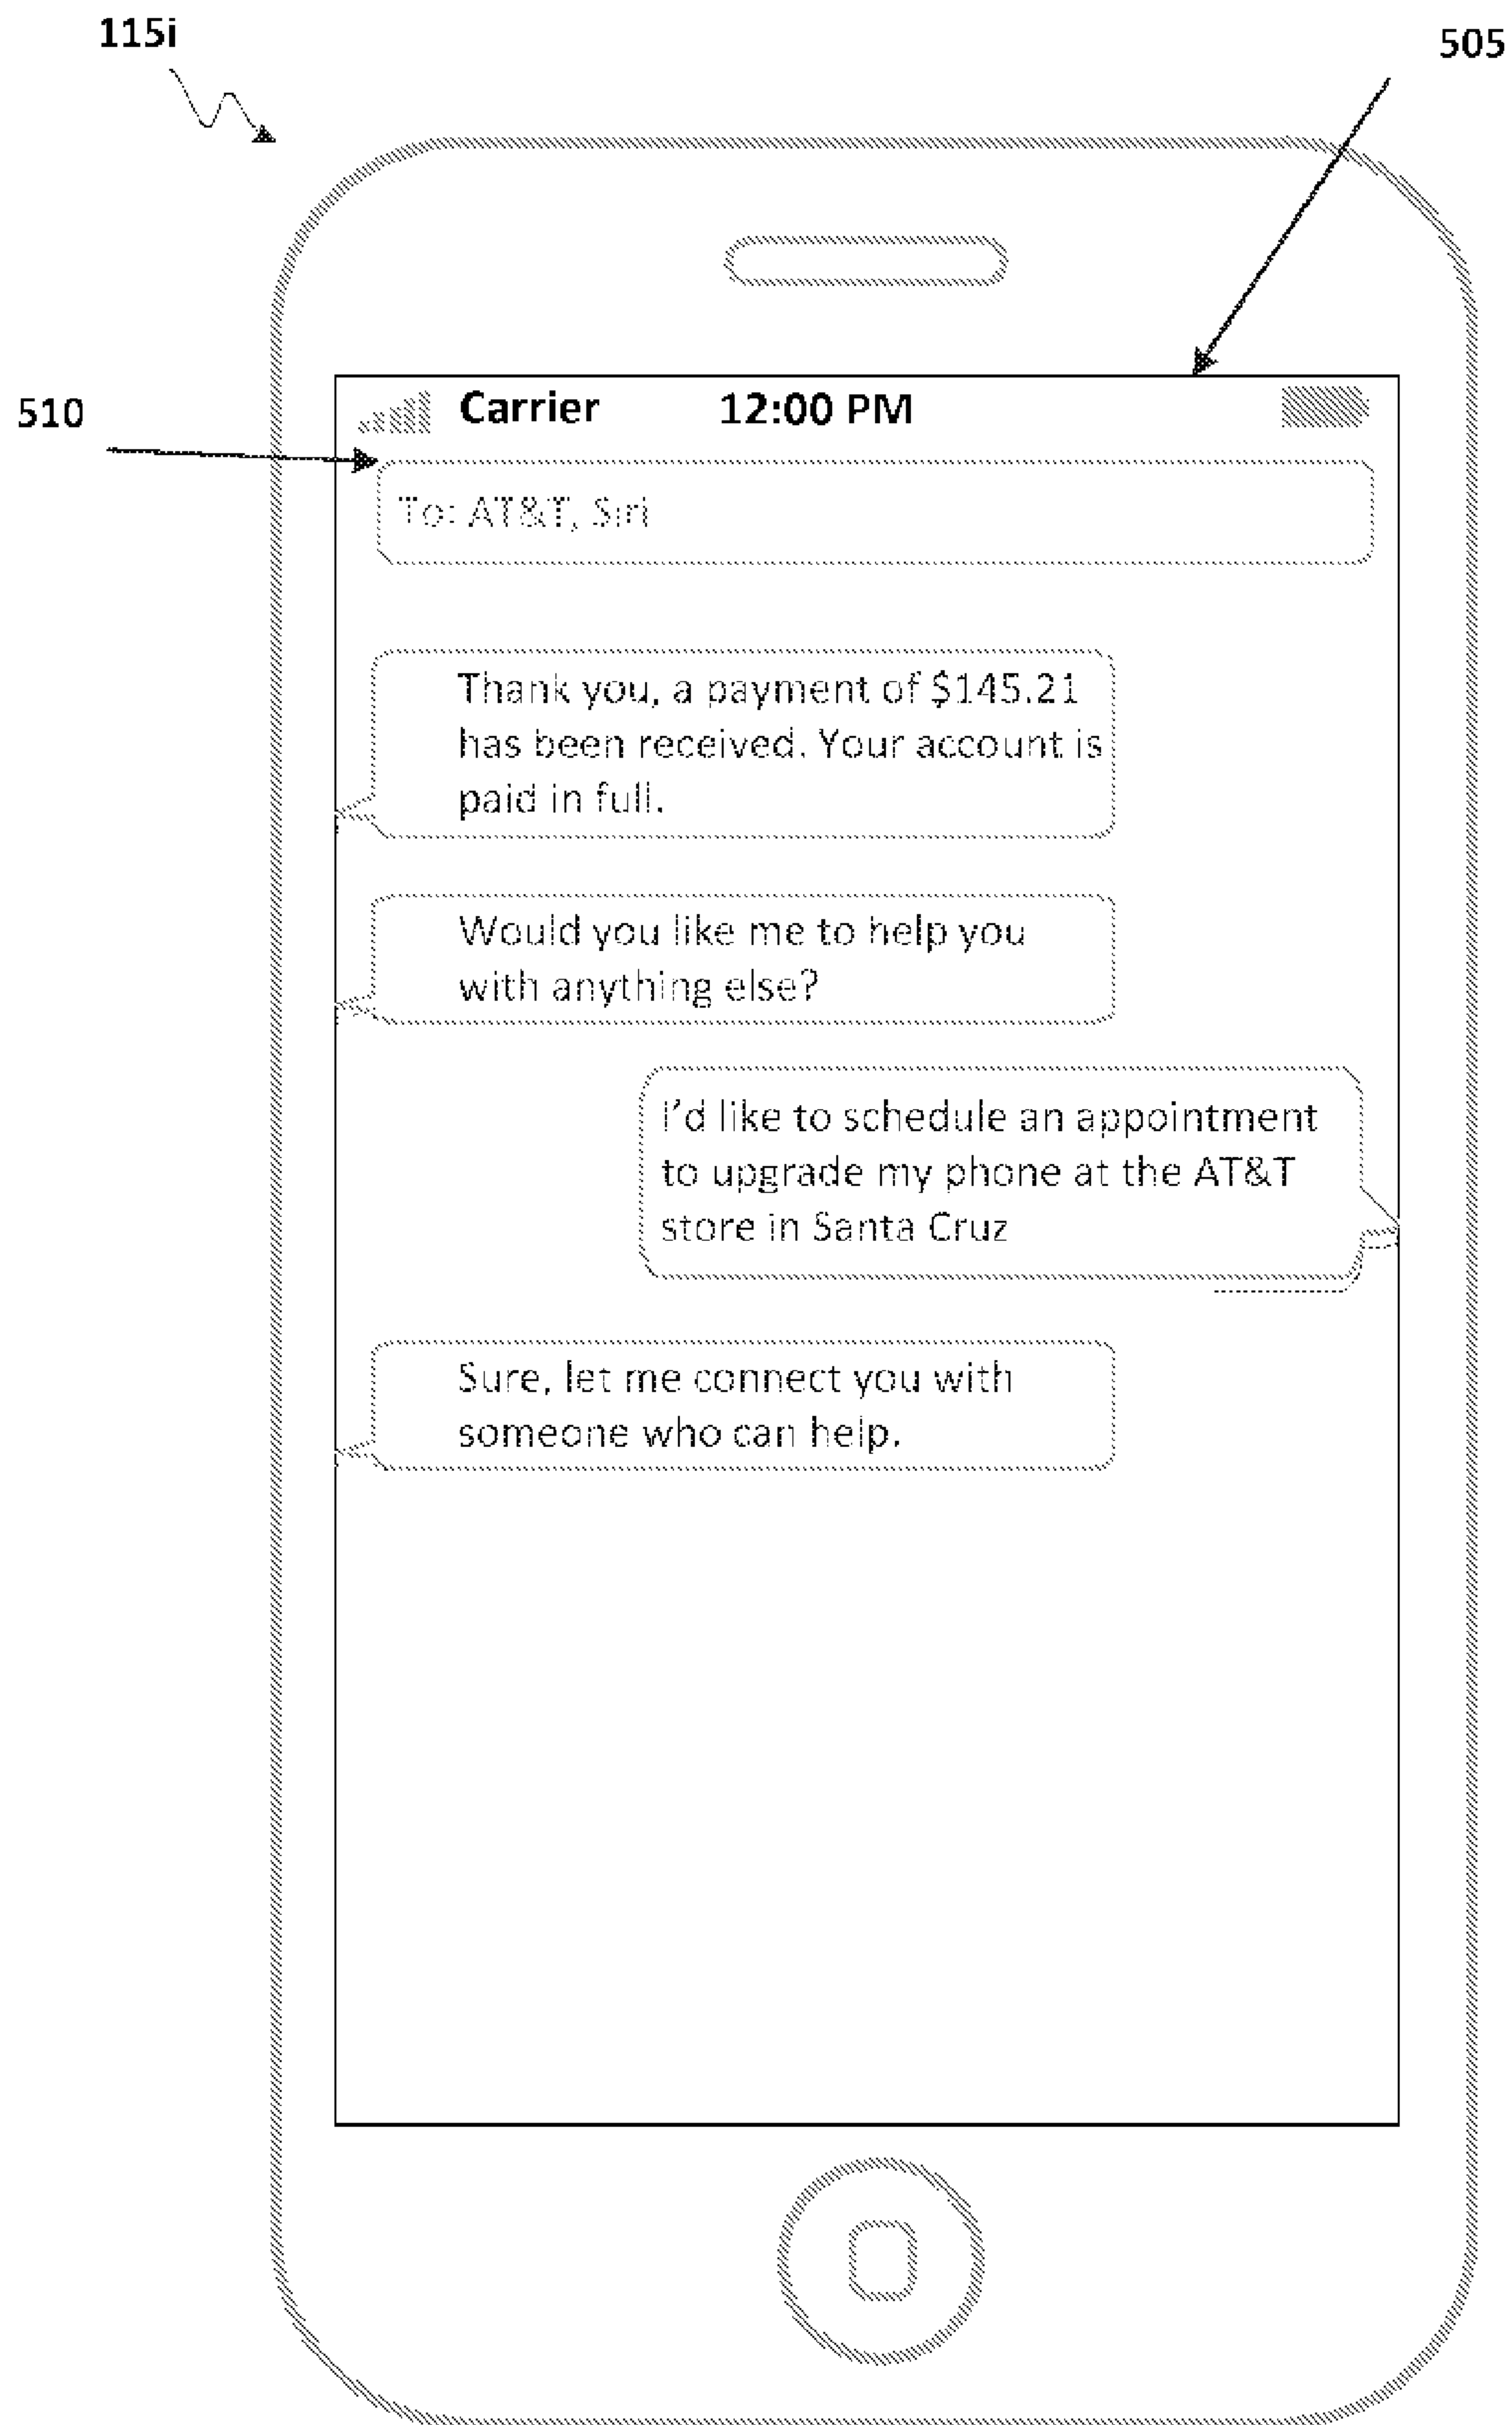 115i
505
510
Carrier 12:00 PM
To: AT&T, Siri
Thank you, a payment of $145.21
has been received. Your account is
paid in full.
Would you like me to help you
with anything else?
I'd like to schedule an appointment
to upgrade my phone at the AT&T
store in Santa Cruz
Sure, let me connect you with
someone who can help.